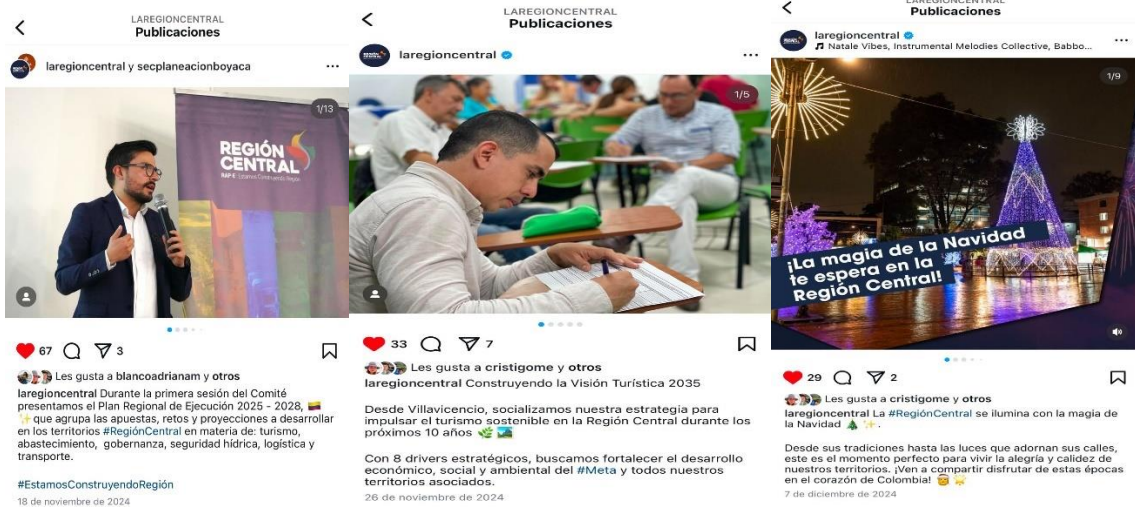 LAREGIONCENTRAL
Publicaciones
laregioncentral y secplaneacionboyaca
1/13
REGIÓN
CENTRAL
67 3
Les gusta a blancoadrianam y otros
laregioncentral Durante la primera sesión del Comité
presentamos el Plan Regional de Ejecución 2025 - 2028, 🇨🇴
✨ que agrupa las apuestas, retos y proyecciones a desarrollar
en los territorios #RegiónCentral en materia de: turismo,
abastecimiento, gobernanza, seguridad hídrica, logística y
transporte.
#EstamosConstruyendoRegión
18 de noviembre de 2024
LAREGIONCENTRAL
Publicaciones
laregioncentral
1/5
33 7
Les gusta a cristigome y otros
laregioncentral Construyendo la Visión Turística 2035
Desde Villavicencio, socializamos nuestra estrategia para
impulsar el turismo sostenible en la Región Central durante los
próximos 10 años 🌿🏞️
Con 8 drivers estratégicos, buscamos fortalecer el desarrollo
económico, social y ambiental del #Meta y todos nuestros
territorios asociados.
26 de noviembre de 2024
LAREGIONCENTRAL
Publicaciones
laregioncentral
Natale Vibes, Instrumental Melodies Collective, Babbo...
1/9
¡La magia de la Navidad
te espera en la
Región Central!
29 2
Les gusta a cristigome y otros
laregioncentral La #RegiónCentral se ilumina con la magia de
la Navidad 🎄✨.
Desde sus tradiciones hasta las luces que adornan sus calles,
este es el momento perfecto para vivir la alegría y calidez de
nuestros territorios. ¡Ven a compartir disfrutar de estas épocas
en el corazón de Colombia! 🎅🌟
7 de diciembre de 2024